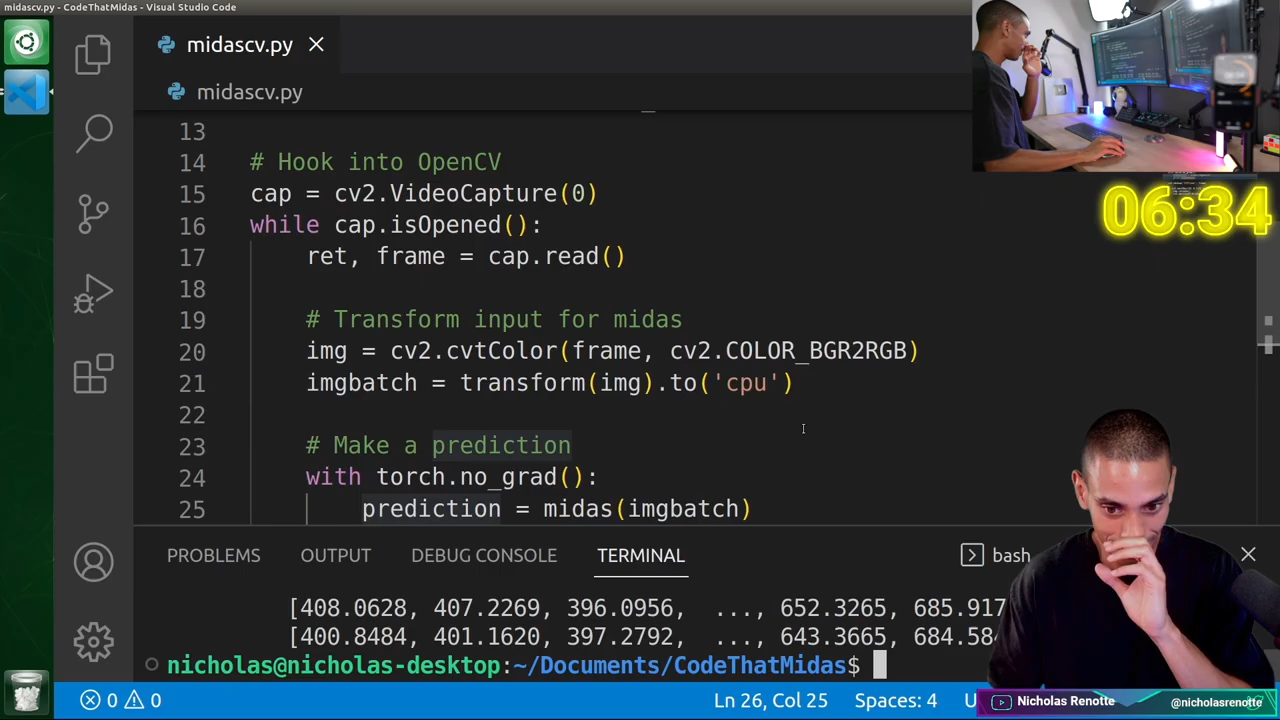 midascv.py - CodeThatMidas - Visual Studio Code
midascv.py
midascv.py
06:34
13
14 # Hook into OpenCV
15 cap = cv2.VideoCapture(0)
16 while cap.isOpened():
17 ret, frame = cap.read()
18
19 # Transform input for midas
20 img = cv2.cvtColor(frame, cv2.COLOR_BGR2RGB)
21 imgbatch = transform(img).to('cpu')
22
23 # Make a prediction
24 with torch.no_grad():
25 prediction = midas(imgbatch)
PROBLEMS OUTPUT DEBUG CONSOLE TERMINAL bash
[408.0628, 407.2269, 396.0956, ..., 652.3265, 685.917
[400.8484, 401.1620, 397.2792, ..., 643.3665, 684.584
nicholas@nicholas-desktop:~/Documents/CodeThatMidas$
0 0 Ln 26, Col 25 Spaces: 4 U
Nicholas Renotte @nicholasrenotte